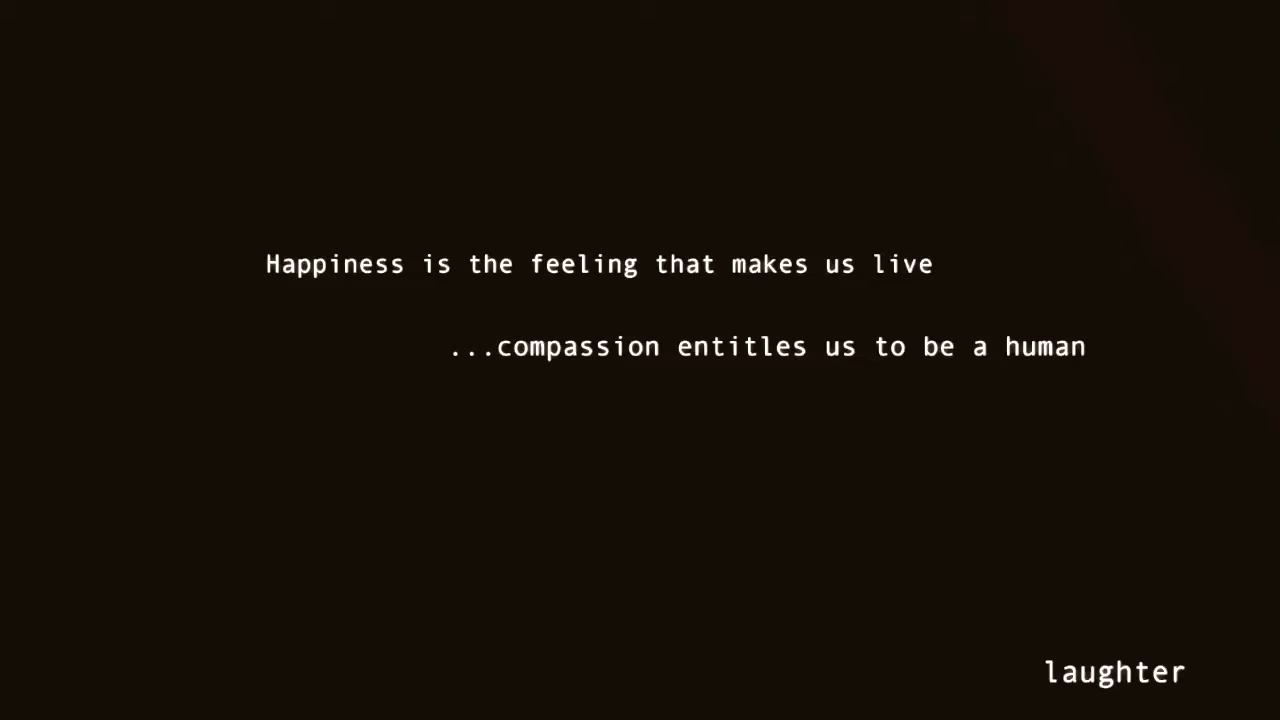 Happiness is the feeling that makes us live
...compassion entitles us to be a human
laughter